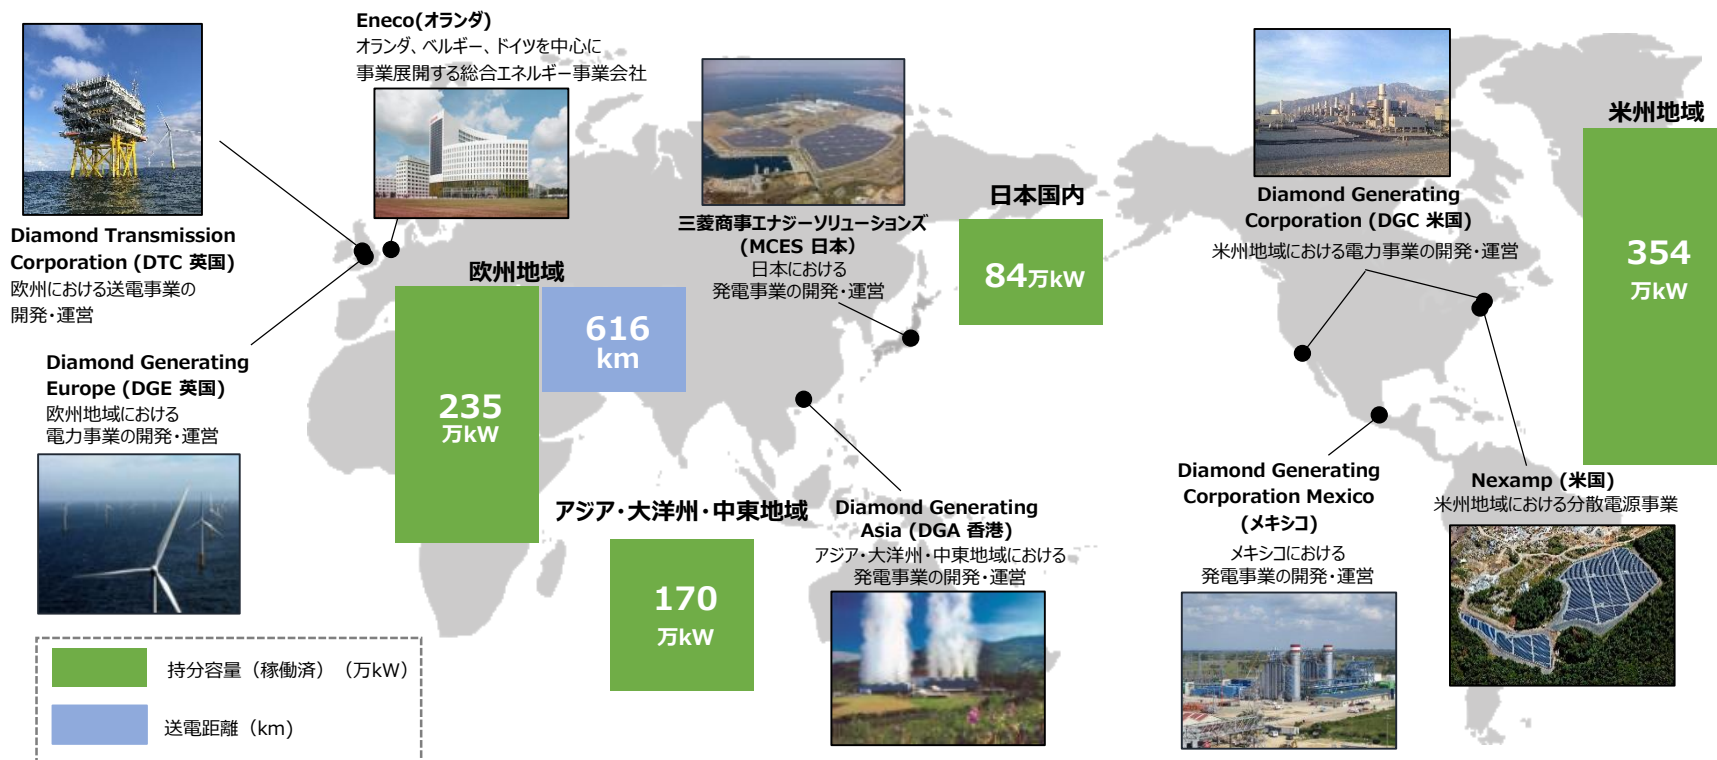 Eneco(オランダ)
オランダ、ベルギー、ドイツを中心に
事業展開する総合エネルギー事業会社
Diamond Transmission
Corporation (DTC 英国)
欧州における送電事業の
開発・運営
Diamond Generating
Europe (DGE 英国)
欧州地域における
電力事業の開発・運営
欧州地域
235
万kW
616
km
三菱商事エナジーソリューションズ
(MCES 日本)
日本における
発電事業の開発・運営
日本国内
84万kW
アジア・大洋州・中東地域
170
万kW
Diamond Generating
Asia (DGA 香港)
アジア・大洋州・中東地域における
発電事業の開発・運営
Diamond Generating
Corporation (DGC 米国)
米州地域における電力事業の開発・運営
米州地域
354
万kW
Diamond Generating
Corporation Mexico
(メキシコ)
メキシコにおける
発電事業の開発・運営
Nexamp (米国)
米州地域における分散電源事業
持分容量（稼働済）（万kW）
送電距離（km）